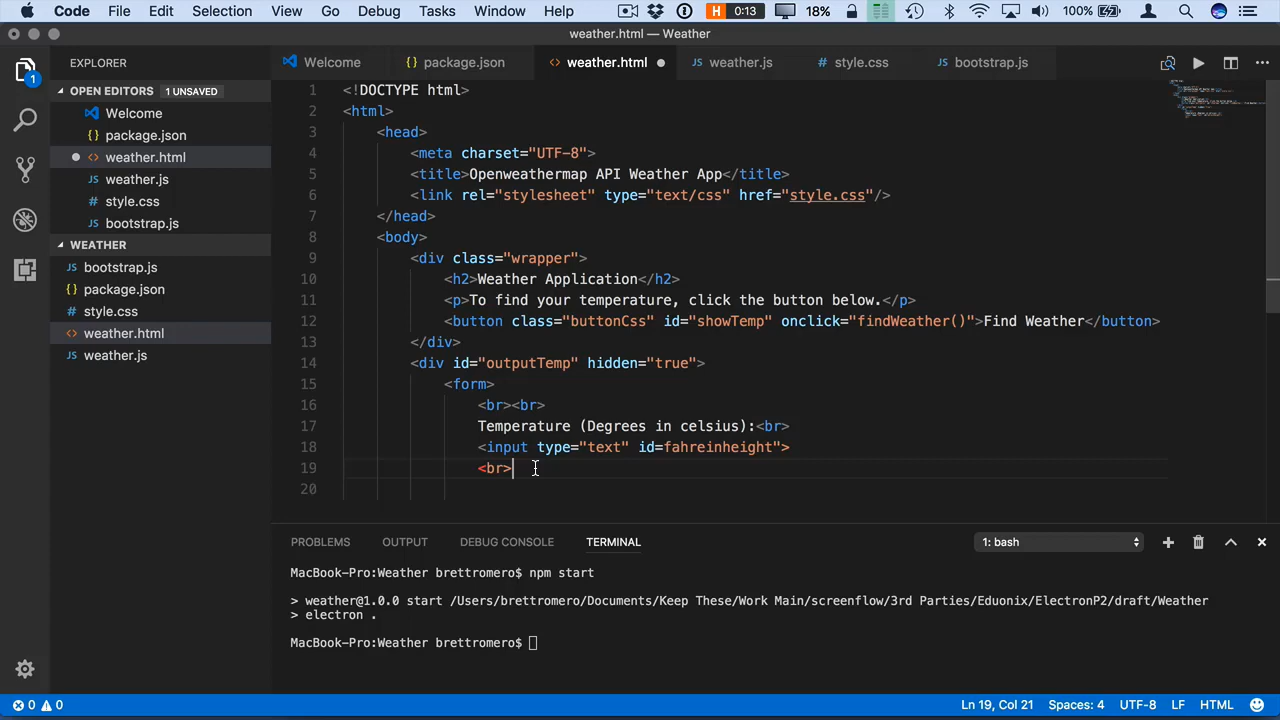 Code File Edit Selection View Go Debug Tasks Window Help H 0:13 18% 100%
weather.html — Weather
EXPLORER
Welcome package.json weather.html weather.js style.css bootstrap.js
OPEN EDITORS 1 UNSAVED
Welcome
package.json
weather.html
weather.js
style.css
bootstrap.js
WEATHER
bootstrap.js
package.json
style.css
weather.html
weather.js
1
1 <!DOCTYPE html>
2 <html>
3 <head>
4 <meta charset="UTF-8">
5 <title>Openweathermap API Weather App</title>
6 <link rel="stylesheet" type="text/css" href="style.css"/>
7 </head>
8 <body>
9 <div class="wrapper">
10 <h2>Weather Application</h2>
11 <p>To find your temperature, click the button below.</p>
12 <button class="buttonCss" id="showTemp" onclick="findWeather()">Find Weather</button>
13 </div>
14 <div id="outputTemp" hidden="true">
15 <form>
16 <br><br>
17 Temperature (Degrees in celsius):<br>
18 <input type="text" id=fahreinheight">
19 <br>
20
PROBLEMS OUTPUT DEBUG CONSOLE TERMINAL 1: bash
MacBook-Pro:Weather brettromero$ npm start
> weather@1.0.0 start /Users/brettromero/Documents/Keep These/Work Main/screenflow/3rd Parties/Eduonix/ElectronP2/draft/Weather
> electron .
MacBook-Pro:Weather brettromero$
0 0 Ln 19, Col 21 Spaces: 4 UTF-8 LF HTML